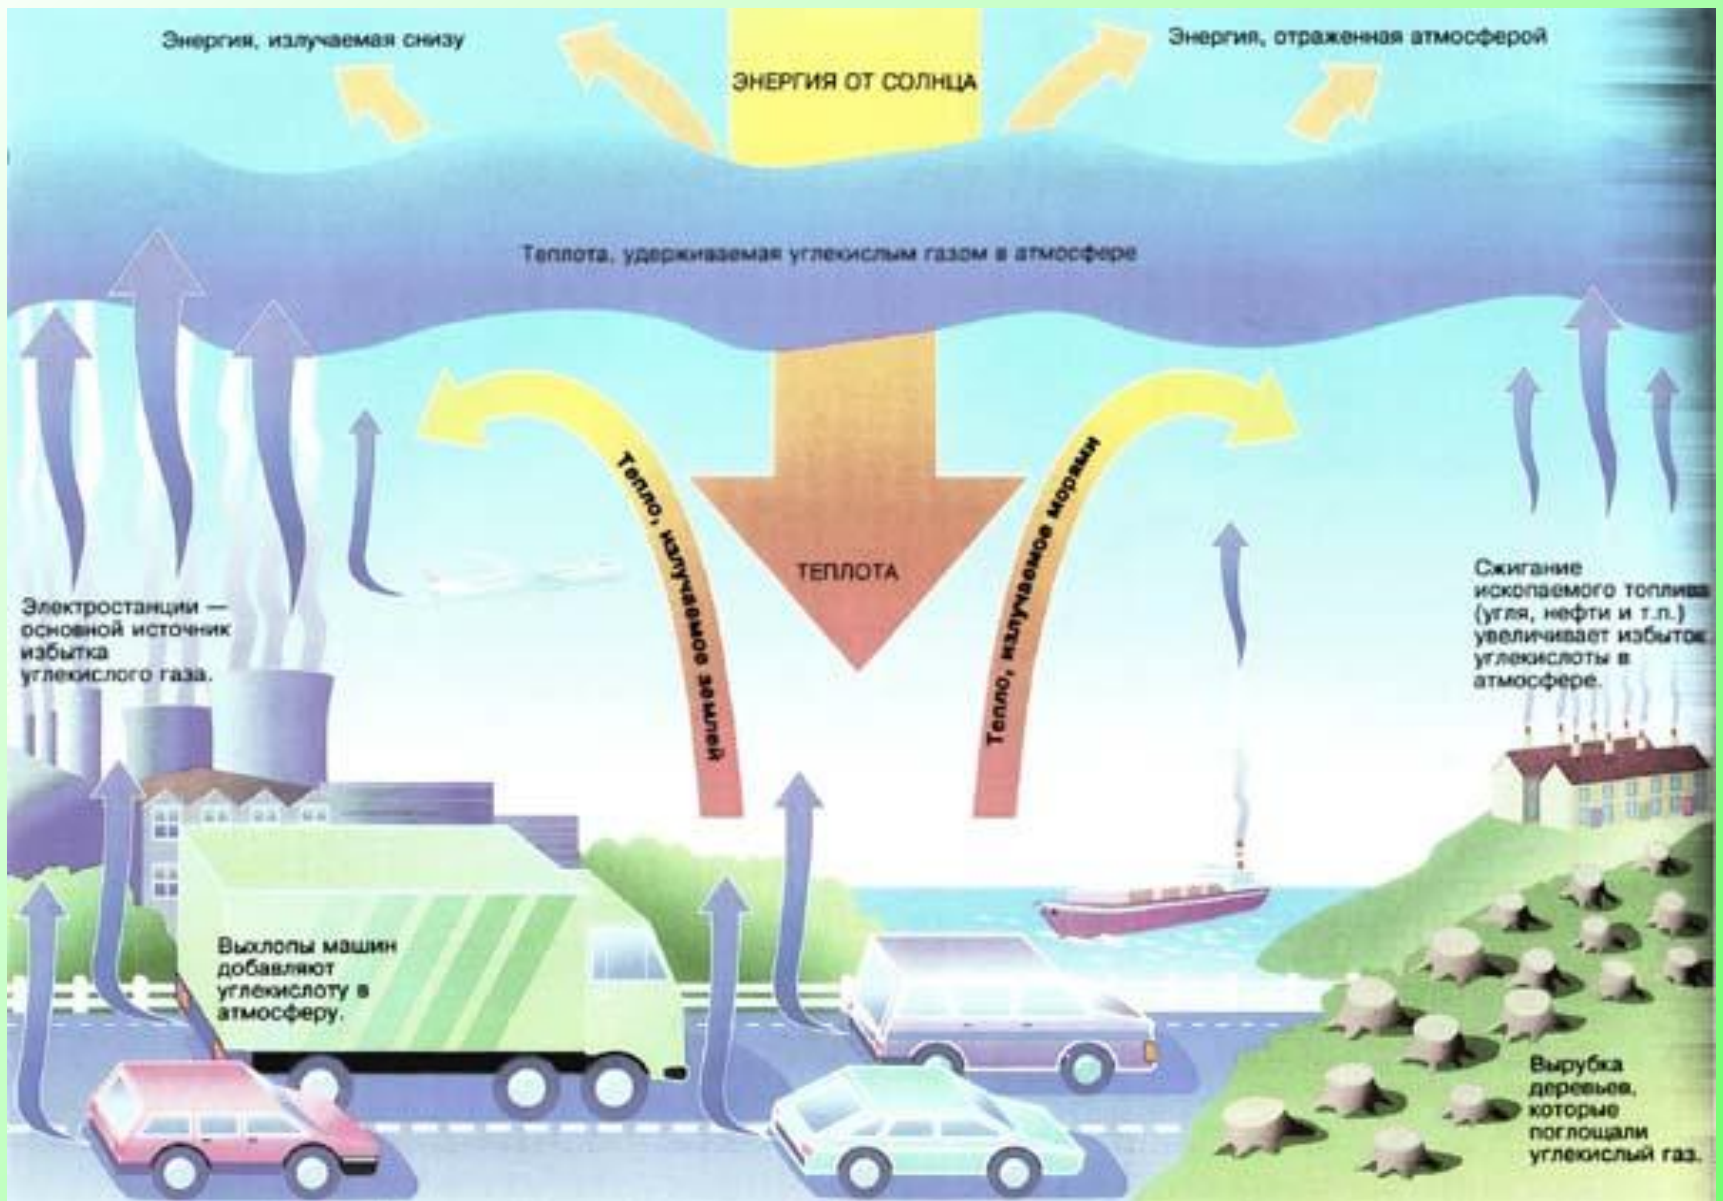 Энергия, излучаемая снизу
ЭНЕРГИЯ ОТ СОЛНЦА
Энергия, отраженная атмосферой
Теплота, удерживаемая углекислым газом в атмосфере
Тепло, излучаемое землей
ТЕПЛОТА
Тепло, излучаемое морями
Электростанции —
основной источник
избытка
углекислого газа.
Сжигание
ископаемого топлива
(угля, нефти и т.п.)
увеличивает избыток
углекислоты в
атмосфере.
Выхлопы машин
добавляют
углекислоту в
атмосферу.
Вырубка
деревьев,
которые
поглощали
углекислый газ.